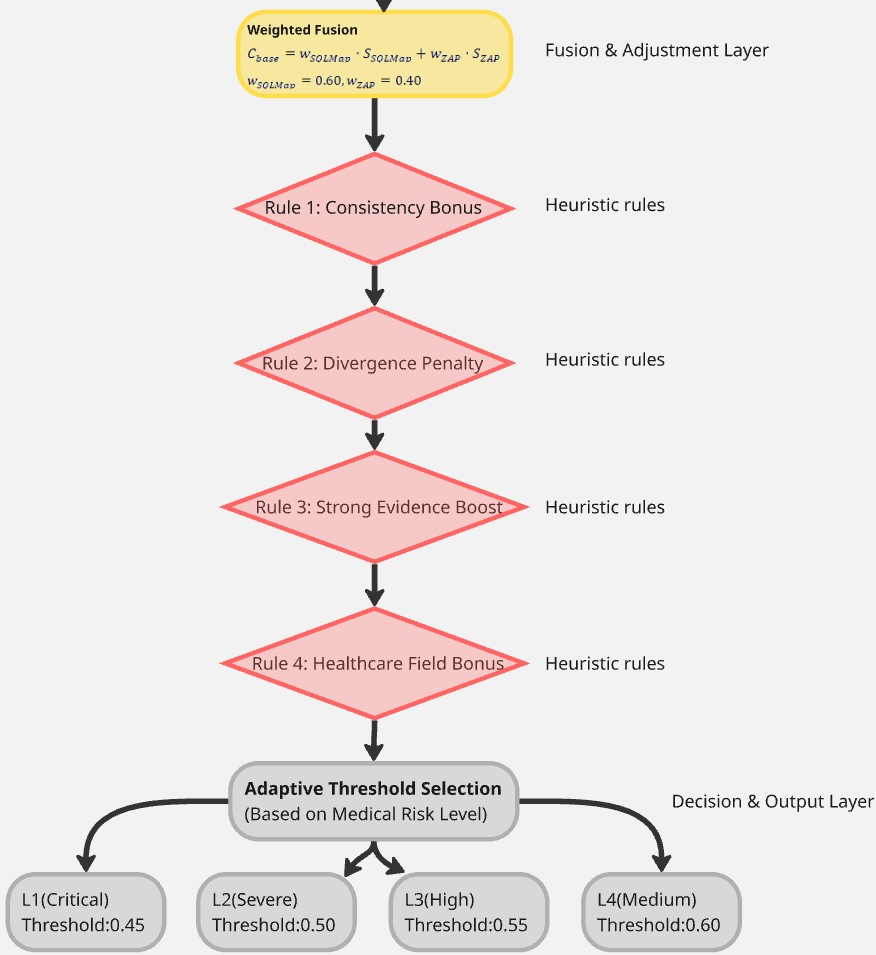 Weighted Fusion
C_base = w_SQLMap · S_SQLMap + w_ZAP · S_ZAP
w_SQLMap = 0.60, w_ZAP = 0.40
Fusion & Adjustment Layer
Rule 1: Consistency Bonus
Heuristic rules
Rule 2: Divergence Penalty
Heuristic rules
Rule 3: Strong Evidence Boost
Heuristic rules
Rule 4: Healthcare Field Bonus
Heuristic rules
Adaptive Threshold Selection
(Based on Medical Risk Level)
Decision & Output Layer
L1(Critical)
Threshold:0.45
L2(Severe)
Threshold:0.50
L3(High)
Threshold:0.55
L4(Medium)
Threshold:0.60